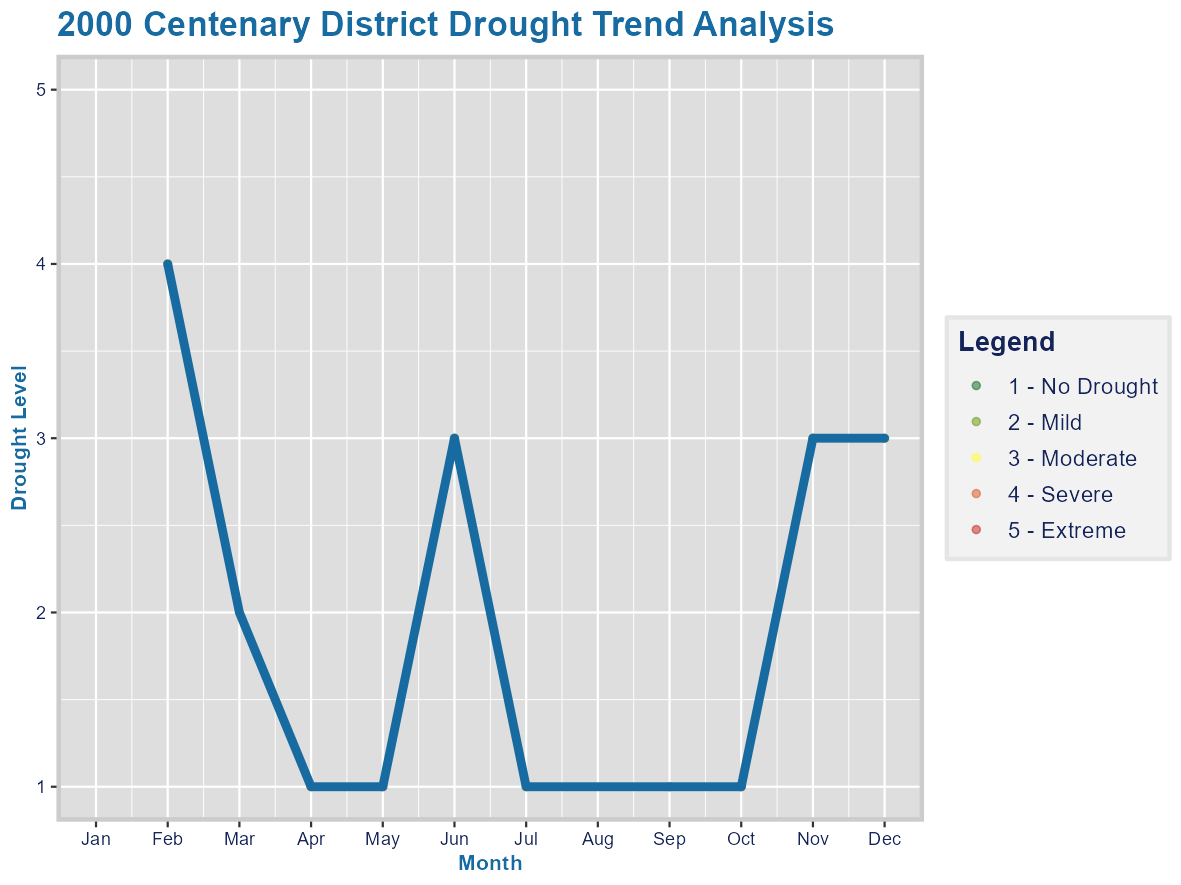 2000 Centenary District Drought Trend Analysis
Drought Level
5
4
3
2
1
Jan Feb Mar Apr May Jun Jul Aug Sep Oct Nov Dec
Month
Legend
1 - No Drought
2 - Mild
3 - Moderate
4 - Severe
5 - Extreme